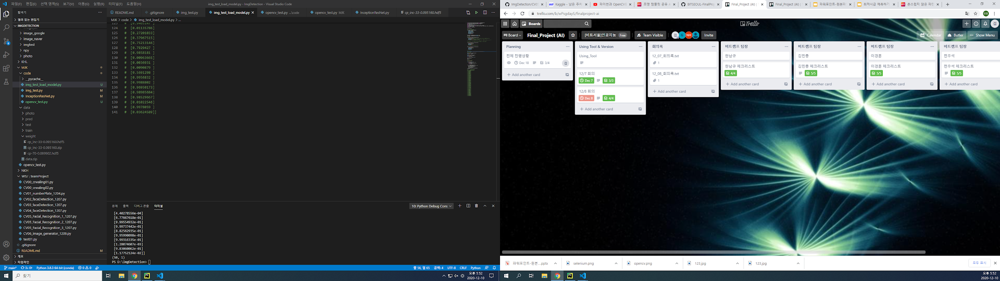 파일(F) 편집(E) 선택 영역(S) 보기(V) 이동(G) 실행(R) 터미널(T) 도움말(H)
img_test_load_model.py - ImgDetection - Visual Studio Code
탐색기
열려 있는 편집기
IMGDETECTION
image_google
image_naver
imgtest
npy
photo
KHL
MJK
code
__pycache__
img_test_load_model.py U
img_test.py M
InceptionResNet.py M
opencv_test.py U
data
photo
pred
test
train
weight
cp_inc-33-0.095160.hdf5
cp_inc-33-0.095160.zip
cp-70-0.089902.hdf5
data.zip
opencv_test.py
NKH
WSJ \ teamProject
CV00_crwaling01.py
CV00_crwaling02.py
CV01_numberPlate_1204.py
CV02_faceDetection_1207.py
CV03_faceDetection_1207.py
CV04_faceDetection_1207.py
CV05_Facial_Recognition_1_1207.py
CV05_Facial_Recognition_2_1207.py
CV05_Facial_Recognition_3_1207.py
CV06_image_generator_1209.py
test01.py
.gitignore
README.md M
개요
타임라인
README.md .gitignore img_test.py img_test_load_model.py opencv_test.py ...\code opencv_test.py MJK InceptionResNet.py cp_inc-33-0.095160.hdf5
MJK > code > img_test_load_model.py > ...
123 # [0.9465147 ]
124 # [0.01135786]
125 # [0.27201033]
126 # [0.37967515]
127 # [0.75213146]
128 # [0.7929427 ]
129 # [0.9858181 ]
130 # [0.00963665]
131 # [0.0036931 ]
132 # [0.0090879 ]
133 # [0.5691298 ]
134 # [0.9956832 ]
135 # [0.9988802 ]
136 # [0.96950173]
137 # [0.98985684]
138 # [0.98529667]
139 # [0.01022546]
140 # [0.9978059 ]
141 # [0.03624589]]
문제 출력 디버그 콘솔 터미널
10: Python Debug Cons
[4.40278556e-04]
[6.77667618e-01]
[9.99554932e-01]
[9.99737442e-01]
[8.82562935e-01]
[9.95990098e-01]
[9.99316335e-01]
[1.28074607e-03]
[9.83060062e-01]
[1.17752124e-02]]
(50, 1)
PS D:\ImgDetection>
main* 3↓ 0↑ Python 3.8.3 64-bit (conda) 0 0
줄 56, 열 65 공백: 4 UTF-8 CRLF Python
찾기
오후 5:52
2020-12-10
ImgDetection/CV05 Kaggle - 남은 주차 파이썬과 OpenCV를 조명 템플릿 공유 BITSEOUL-FinalProj Final_Project (AI) | Final_Project (AI) | 파워포인트-원본파 최저시급 예측하기 촌스럽지 않은 파란
trello.com/b/wPsgdayS/finalproject-ai
Boards
Trello
김
Board Final_Project (AI) [비트서울]인공지능 Free Team Visible 김 G NH Invite
Calendar Butler Show Menu
Planning
전체 진행상황
Dec 18 3/4 김
Add another card
Using Tool & Version
Using_Tool
12/7 회의
Dec 7 3/3
12/8 회의
Dec 8 4/4
Add another card
회의록
12_07_회의록.txt
1
12_08_회의록.txt
1
Add another card
비트캠프 팀장
한남규
한남규 체크리스트
4/4
Add another card
비트캠프 팀장
김민종
김민종 체크리스트
5/5
Add another card
비트캠프 팀장
이경훈
이경훈 체크리스트
5/5
Add another card
비트캠프 팀장
전우석
전우석 체크리스트
5/5
Add another card
파워포인트-원본....pptx selenium.png opencv.png 123.jpg 123.jpg
모두 표시
오후 5:52
2020-12-10